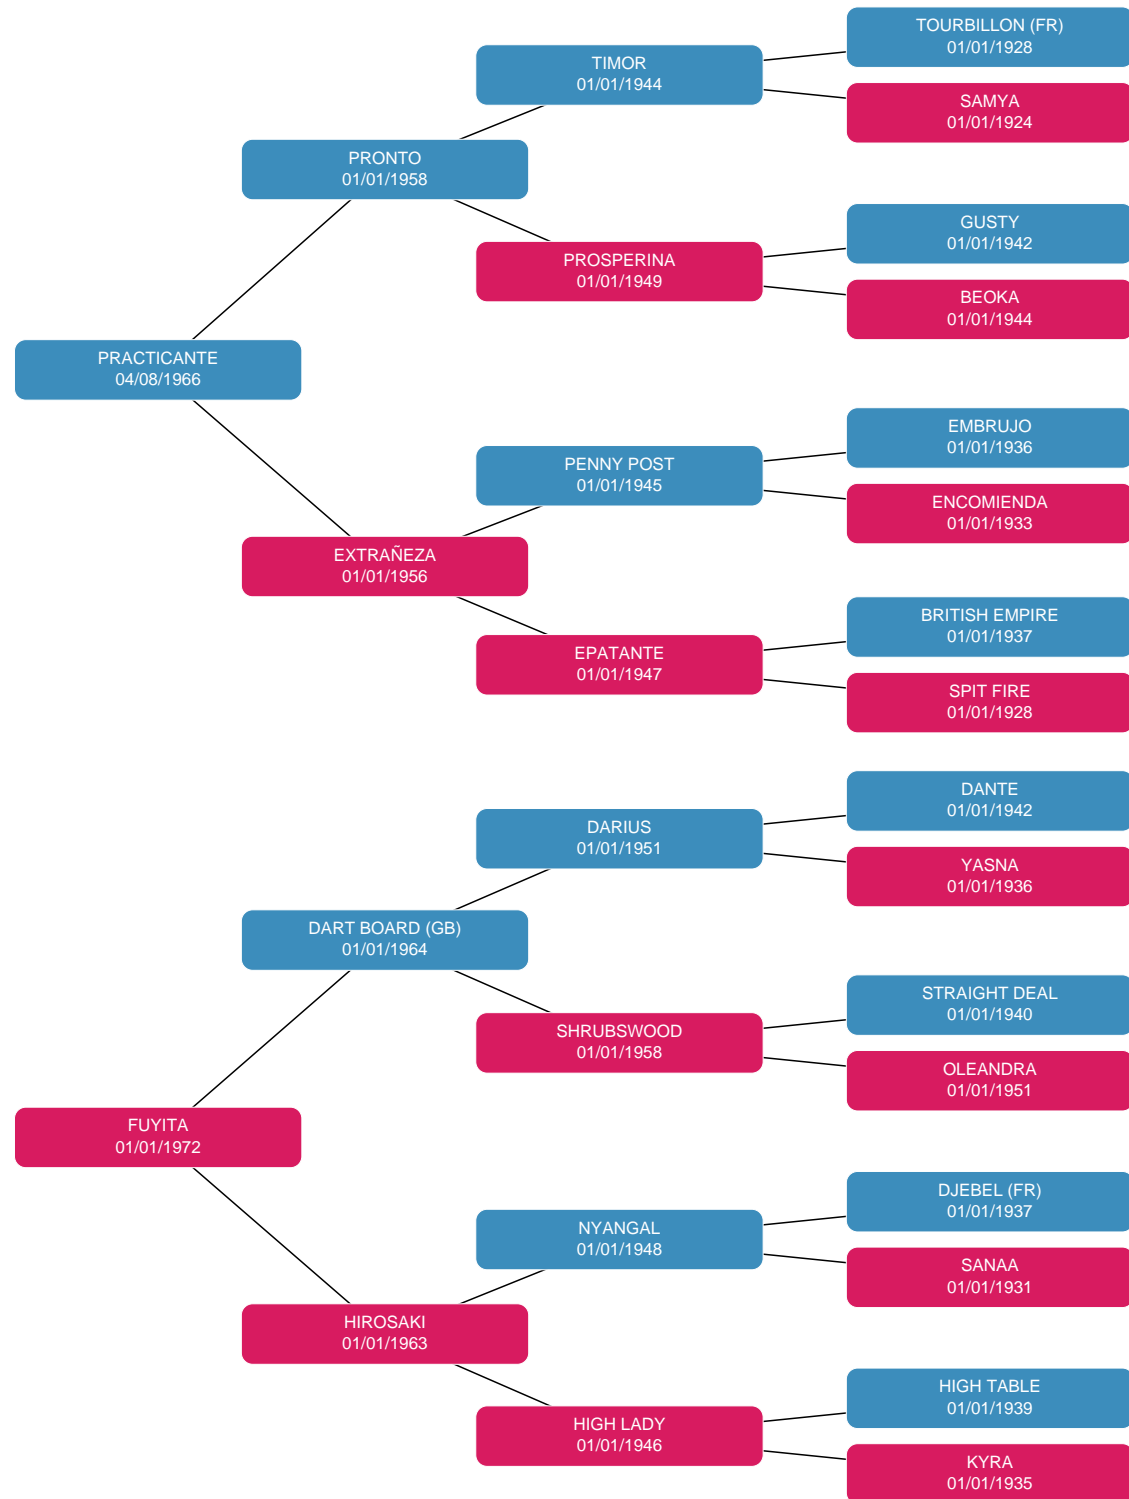 TOURBILLON (FR)
01/01/1928
TIMOR
01/01/1944
SAMYA
01/01/1924
PRONTO
01/01/1958
GUSTY
01/01/1942
PROSPERINA
01/01/1949
BEOKA
01/01/1944
PRACTICANTE
04/08/1966
EMBRUJO
01/01/1936
PENNY POST
01/01/1945
ENCOMIENDA
01/01/1933
EXTRAÑEZA
01/01/1956
BRITISH EMPIRE
01/01/1937
EPATANTE
01/01/1947
SPIT FIRE
01/01/1928
DANTE
01/01/1942
DARIUS
01/01/1951
YASNA
01/01/1936
DART BOARD (GB)
01/01/1964
STRAIGHT DEAL
01/01/1940
SHRUBSWOOD
01/01/1958
OLEANDRA
01/01/1951
FUYITA
01/01/1972
DJEBEL (FR)
01/01/1937
NYANGAL
01/01/1948
SANAA
01/01/1931
HIROSAKI
01/01/1963
HIGH TABLE
01/01/1939
HIGH LADY
01/01/1946
KYRA
01/01/1935